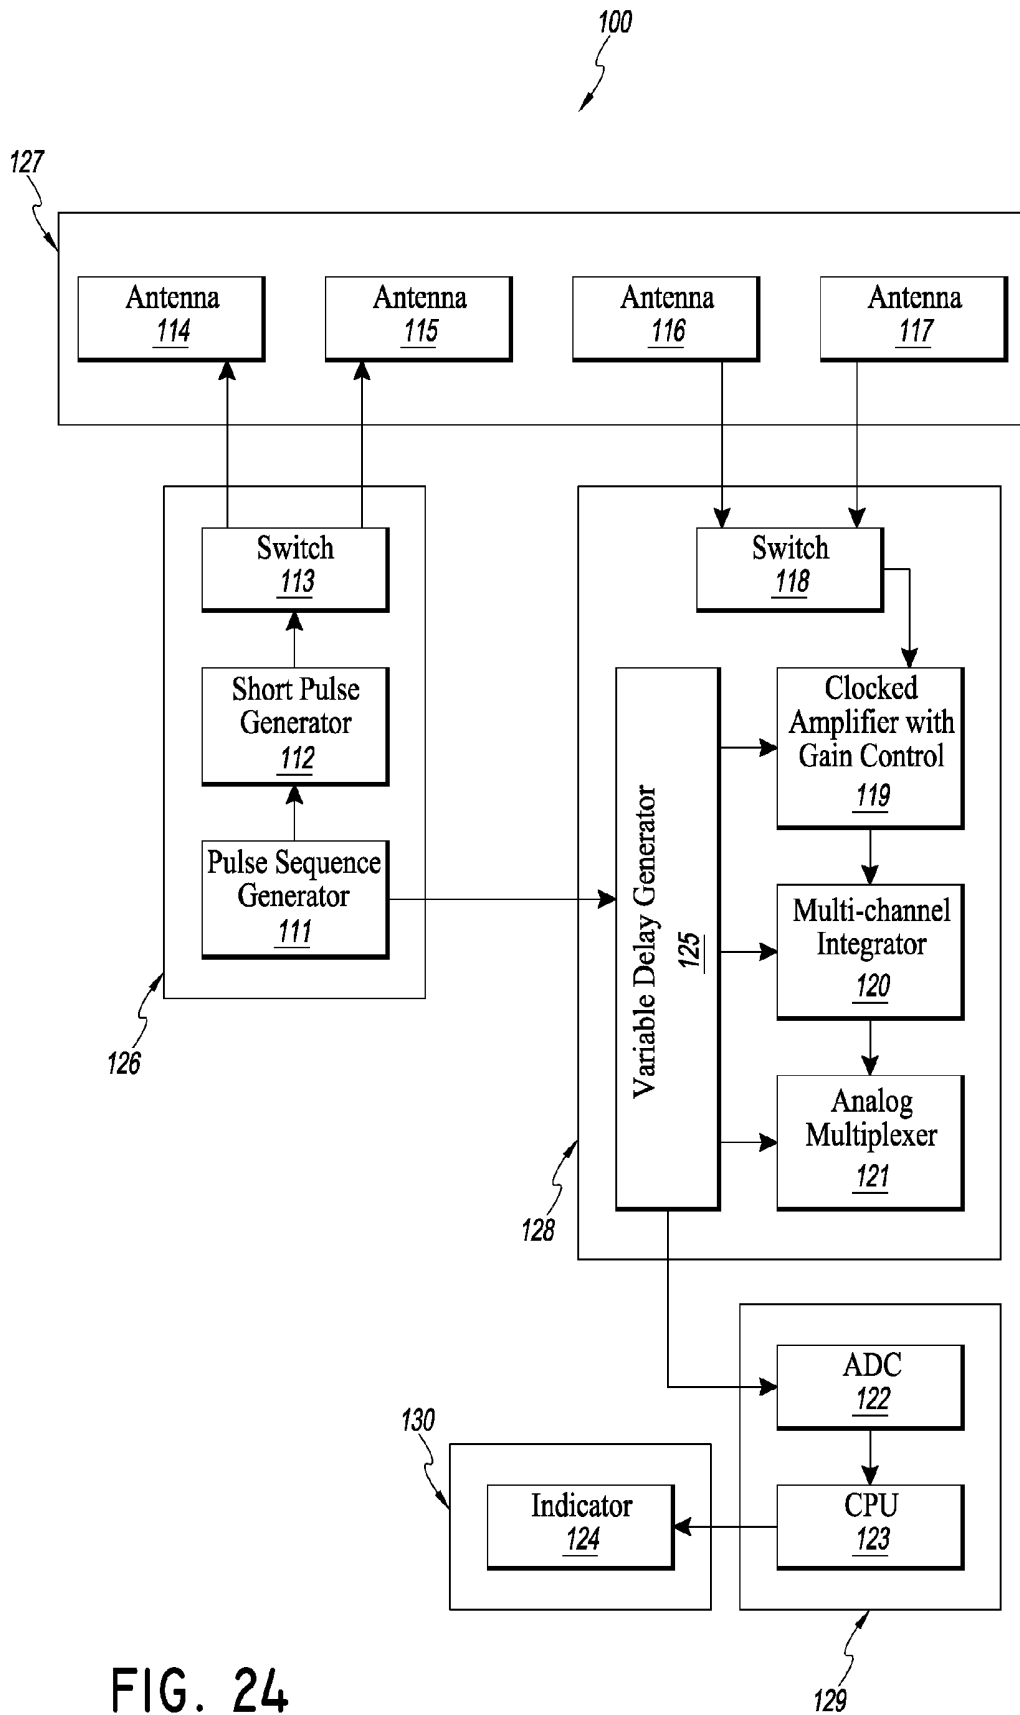 100
127
Antenna
114
Antenna
115
Antenna
116
Antenna
117
Switch
113
Short Pulse
Generator
112
Pulse Sequence
Generator
111
126
Switch
118
Variable Delay Generator
125
Clocked
Amplifier with
Gain Control
119
Multi-channel
Integrator
120
Analog
Multiplexer
121
128
ADC
122
CPU
123
130
Indicator
124
129
FIG. 24